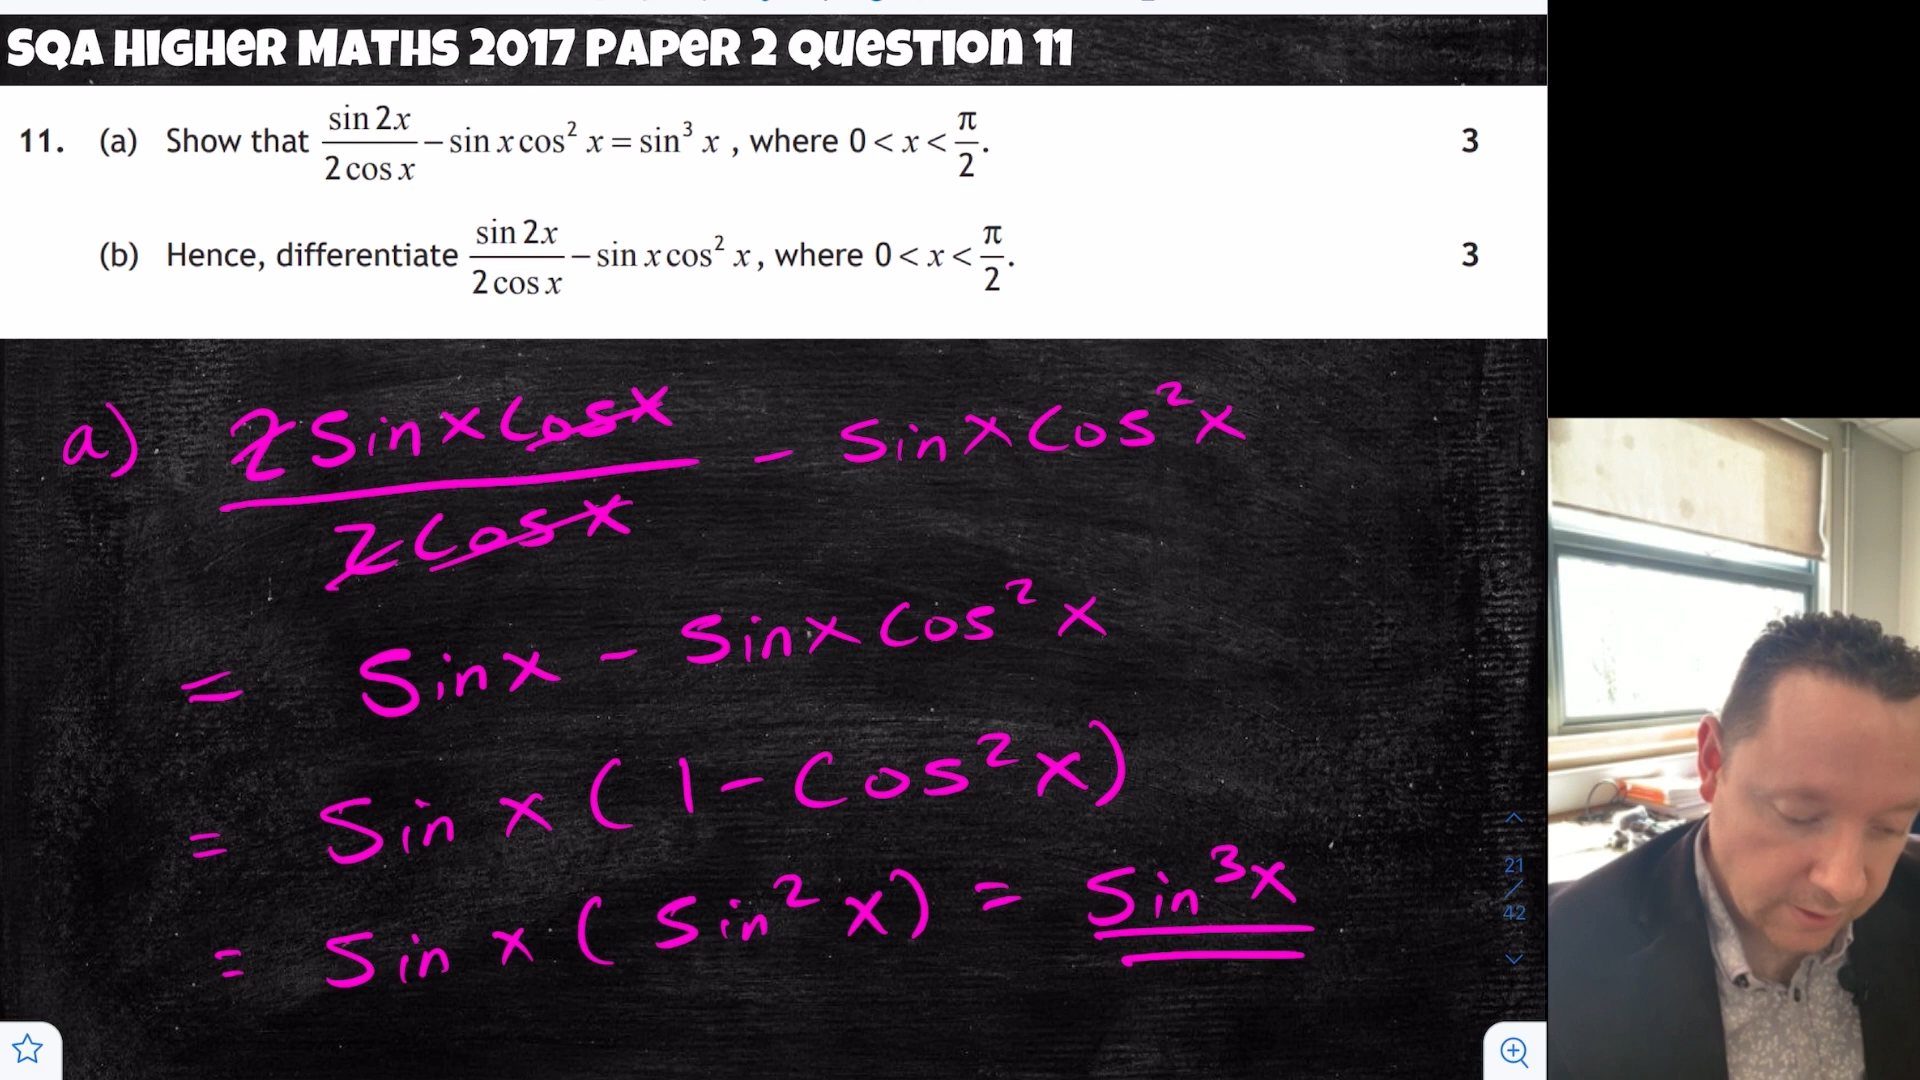 SQA HIGHER MATHS 2017 PAPER 2 QUESTION 11
11. (a) Show that sin 2x / 2 cos x − sin x cos² x = sin³ x , where 0 < x < π/2. 3
(b) Hence, differentiate sin 2x / 2 cos x − sin x cos² x , where 0 < x < π/2. 3
a) 2 Sin x Cos x / 2 Cos x − Sin x Cos² x
= Sin x − Sin x Cos² x
= Sin x ( 1 − Cos² x )
= Sin x ( Sin² x ) = Sin³ x
21 / 42